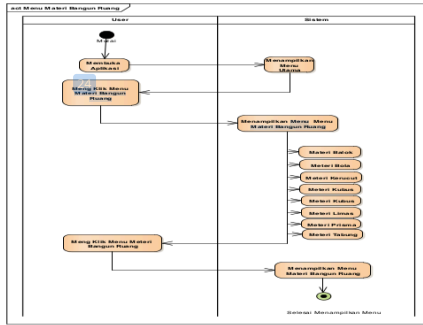 act Menu Materi Bangun Ruang
User
Sistem
Mulai
Membuka
Aplikasi
Menampilkan
Menu
Utama
Meng Klik Menu
Materi Bangun
Ruang
Menampilkan Menu Menu
Materi Bangun Ruang
Materi Balok
Materi Bola
Materi Kerucut
Materi Kubus
Materi Kubus
Materi Limas
Materi Prisma
Materi Tabung
Meng Klik Menu Materi
Bangun Ruang
Menampilkan Menu
Materi Bangun Ruang
Selesai Menampilkan Menu